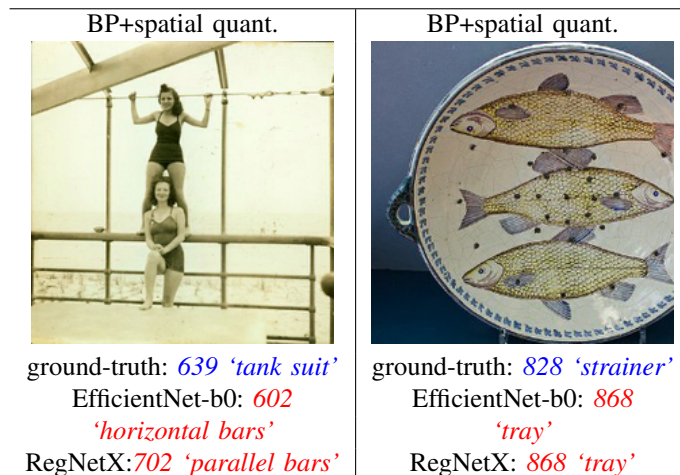 BP+spatial quant.
ground-truth: 639 ‘tank suit’
EfficientNet-b0: 602
‘horizontal bars’
RegNetX:702 ‘parallel bars’
BP+spatial quant.
ground-truth: 828 ‘strainer’
EfficientNet-b0: 868
‘tray’
RegNetX: 868 ‘tray’